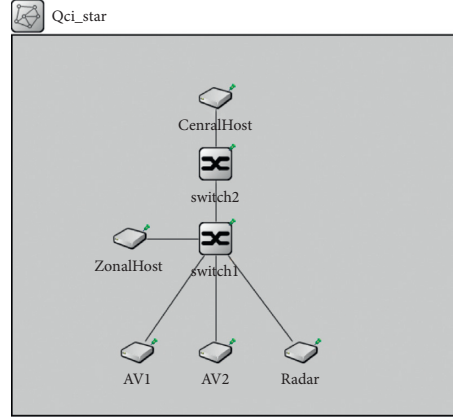 Qci_star
CenralHost
switch2
switch1
ZonalHost
AV1
AV2
Radar